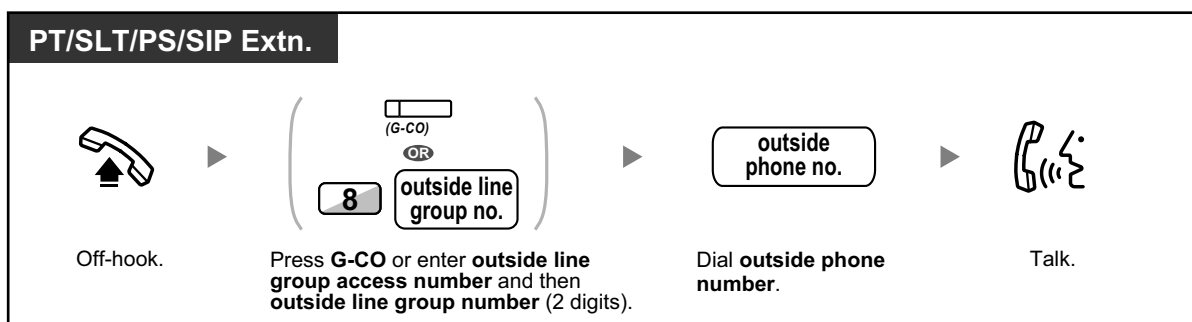 PT/SLT/PS/SIP Extn.
(G-CO)
OR
8
outside line
group no.
outside
phone no.
Off-hook.
Press G-CO or enter outside line
group access number and then
outside line group number (2 digits).
Dial outside phone
number.
Talk.